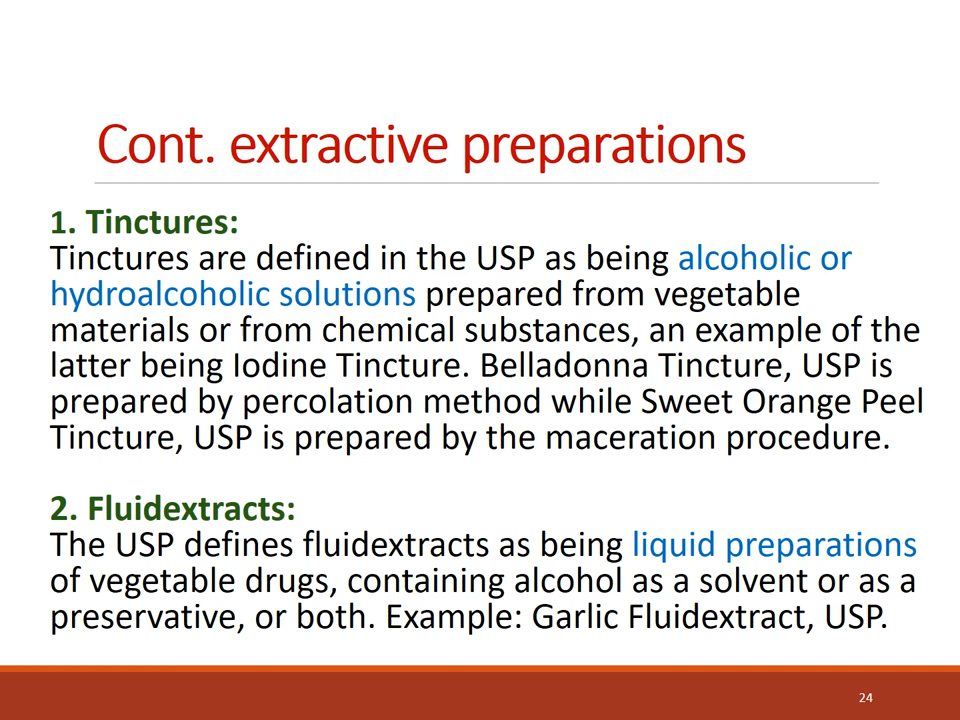 Cont. extractive preparations
1. Tinctures:
Tinctures are defined in the USP as being alcoholic or
hydroalcoholic solutions prepared from vegetable
materials or from chemical substances, an example of the
latter being Iodine Tincture. Belladonna Tincture, USP is
prepared by percolation method while Sweet Orange Peel
Tincture, USP is prepared by the maceration procedure.
2. Fluidextracts:
The USP defines fluidextracts as being liquid preparations
of vegetable drugs, containing alcohol as a solvent or as a
preservative, or both. Example: Garlic Fluidextract, USP.
24